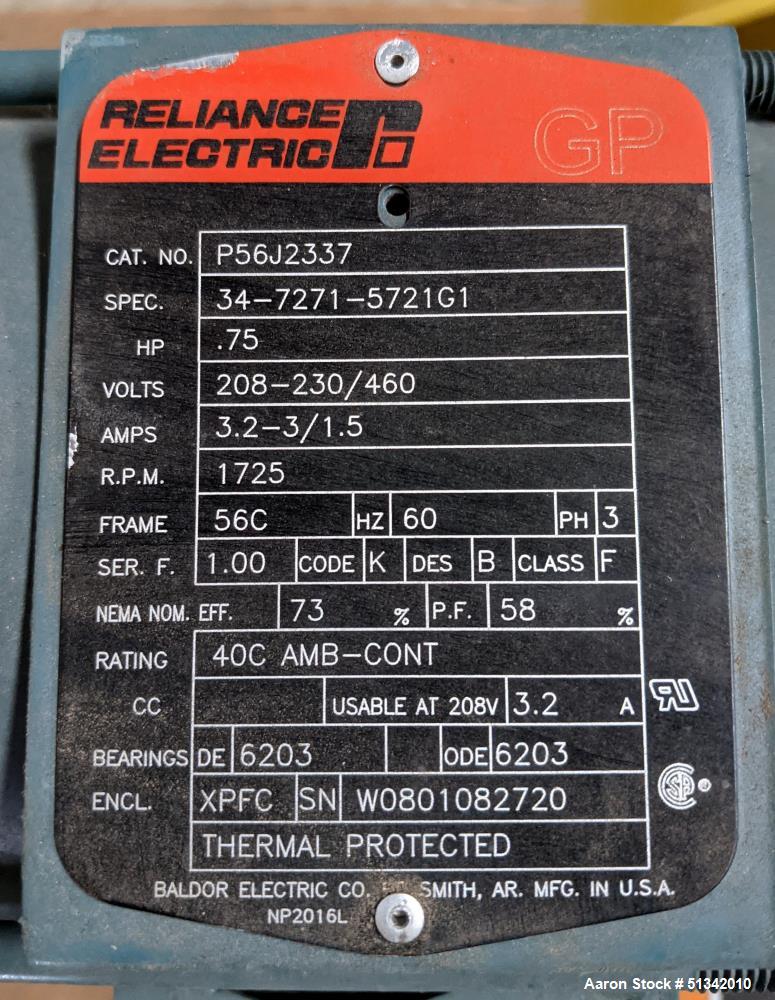 RELIANCE
ELECTRIC
GP
CAT. NO. P56J2337
SPEC. 34-7271-5721G1
HP .75
VOLTS 208-230/460
AMPS 3.2-3/1.5
R.P.M. 1725
FRAME 56C HZ 60 PH 3
SER. F. 1.00 CODE K DES B CLASS F
NEMA NOM. EFF. 73 % P.F. 58 %
RATING 40C AMB-CONT
CC USABLE AT 208V 3.2 A
BEARINGS DE 6203 ODE 6203
ENCL. XPFC SN W0801082720
THERMAL PROTECTED
BALDOR ELECTRIC CO. SMITH, AR. MFG. IN U.S.A.
NP2016L
Aaron Stock # 51342010